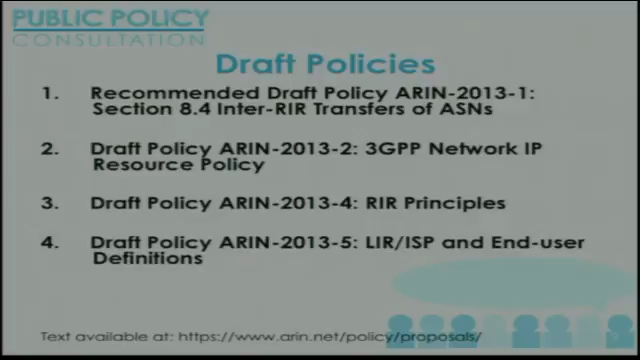 PUBLIC POLICY
CONSULTATION
Draft Policies
1. Recommended Draft Policy ARIN-2013-1:
Section 8.4 Inter-RIR Transfers of ASNs
2. Draft Policy ARIN-2013-2: 3GPP Network IP
Resource Policy
3. Draft Policy ARIN-2013-4: RIR Principles
4. Draft Policy ARIN-2013-5: LIR/ISP and End-user
Definitions
Text available at: https://www.arin.net/policy/proposals/